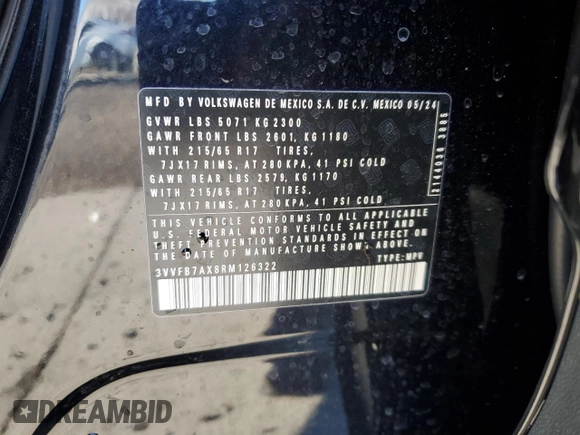 MFD BY VOLKSWAGEN DE MEXICO S.A. DE C.V. MEXICO 05/24
GVWR LBS 5071 KG 2300
GAWR FRONT LBS 2601, KG 1180
WITH 215/65 R17 TIRES,
7JX17 RIMS, AT 280 KPA, 41 PSI COLD
GAWR REAR LBS 2579, KG 1170
WITH 215/65 R17 TIRES,
7JX17 RIMS, AT 280 KPA, 41 PSI COLD
THIS VEHICLE CONFORMS TO ALL APPLICABLE
U.S. FEDERAL MOTOR VEHICLE SAFETY AND
THEFT PREVENTION STANDARDS IN EFFECT ON
THE DATE OF MANUFACTURE SHOWN ABOVE.
3VVFB7AX8RM126322 TYPE: MPV
DREAMBID